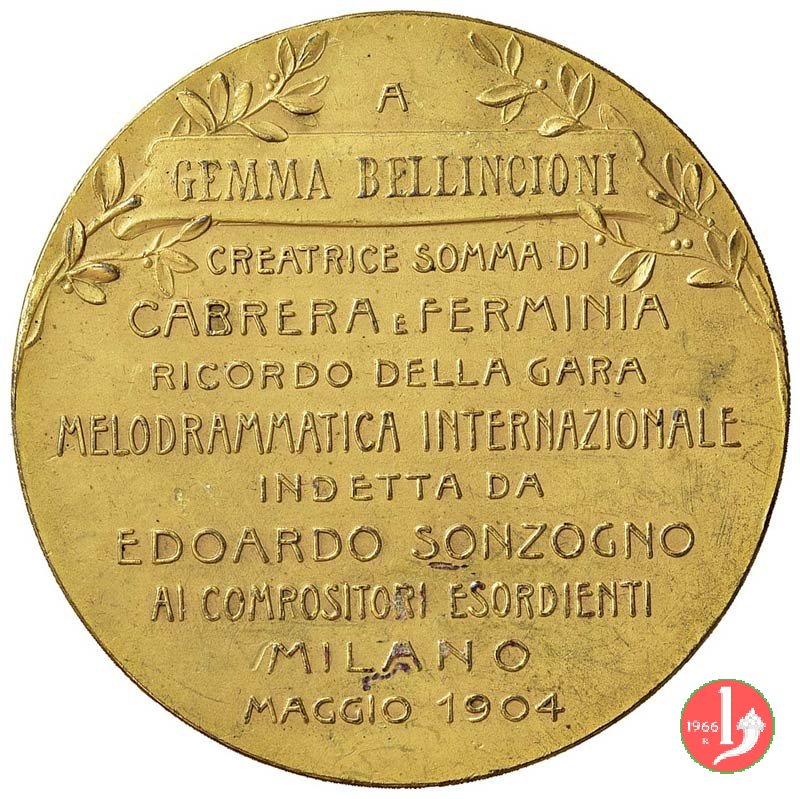 A
GEMMA BELLINCIONI
CREATRICE SOMMA DI
CABRERA E FERMINIA
RICORDO DELLA GARA
MELODRAMMATICA INTERNAZIONALE
INDETTA DA
EDOARDO SONZOGNO
AI COMPOSITORI ESORDIENTI
MILANO
MAGGIO 1904
1966
R
1